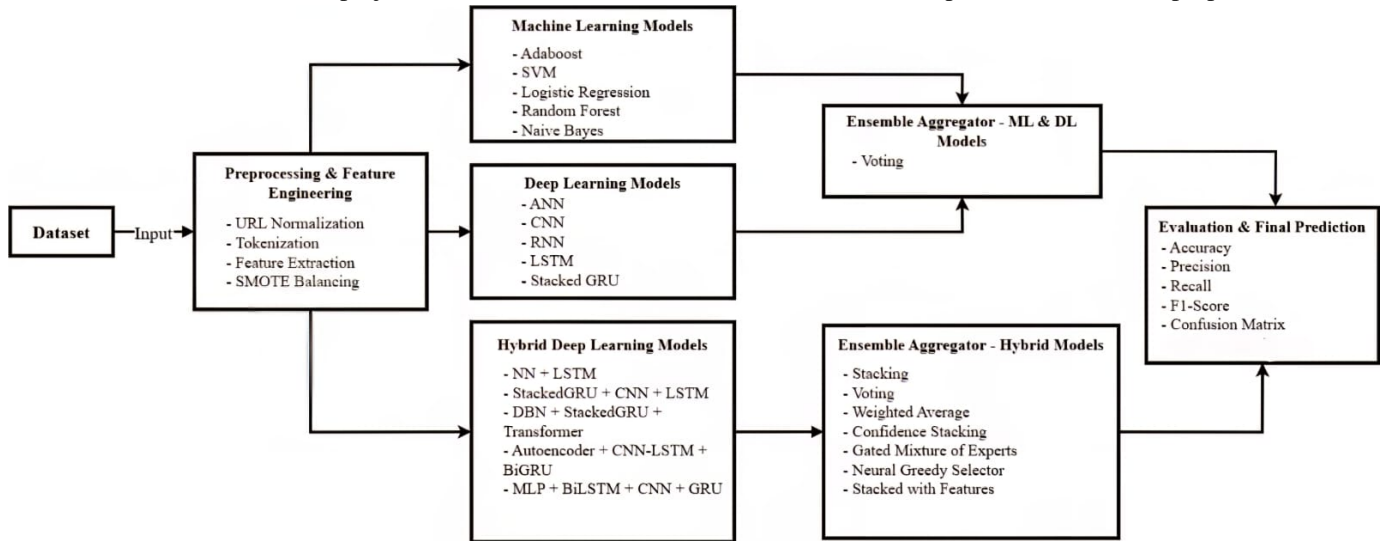 Machine Learning Models
- Adaboost
- SVM
- Logistic Regression
- Random Forest
- Naive Bayes
Ensemble Aggregator - ML & DL
Models
- Voting
Preprocessing & Feature
Engineering
- URL Normalization
- Tokenization
- Feature Extraction
- SMOTE Balancing
Deep Learning Models
- ANN
- CNN
- RNN
- LSTM
- Stacked GRU
Dataset
Input
Evaluation & Final Prediction
- Accuracy
- Precision
- Recall
- F1-Score
- Confusion Matrix
Hybrid Deep Learning Models
- NN + LSTM
- StackedGRU + CNN + LSTM
- DBN + StackedGRU +
Transformer
- Autoencoder + CNN-LSTM +
BiGRU
- MLP + BiLSTM + CNN + GRU
Ensemble Aggregator - Hybrid Models
- Stacking
- Voting
- Weighted Average
- Confidence Stacking
- Gated Mixture of Experts
- Neural Greedy Selector
- Stacked with Features